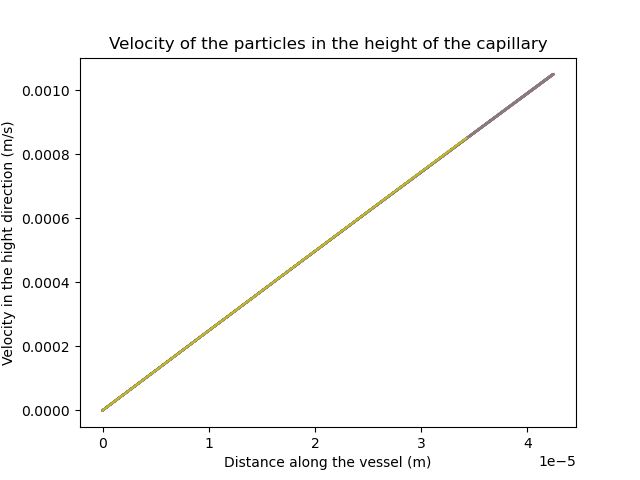 Velocity of the particles in the height of the capillary
0.0010
0.0008
0.0006
0.0004
0.0002
0.0000
Velocity in the hight direction (m/s)
0 1 2 3 4
1e−5
Distance along the vessel (m)